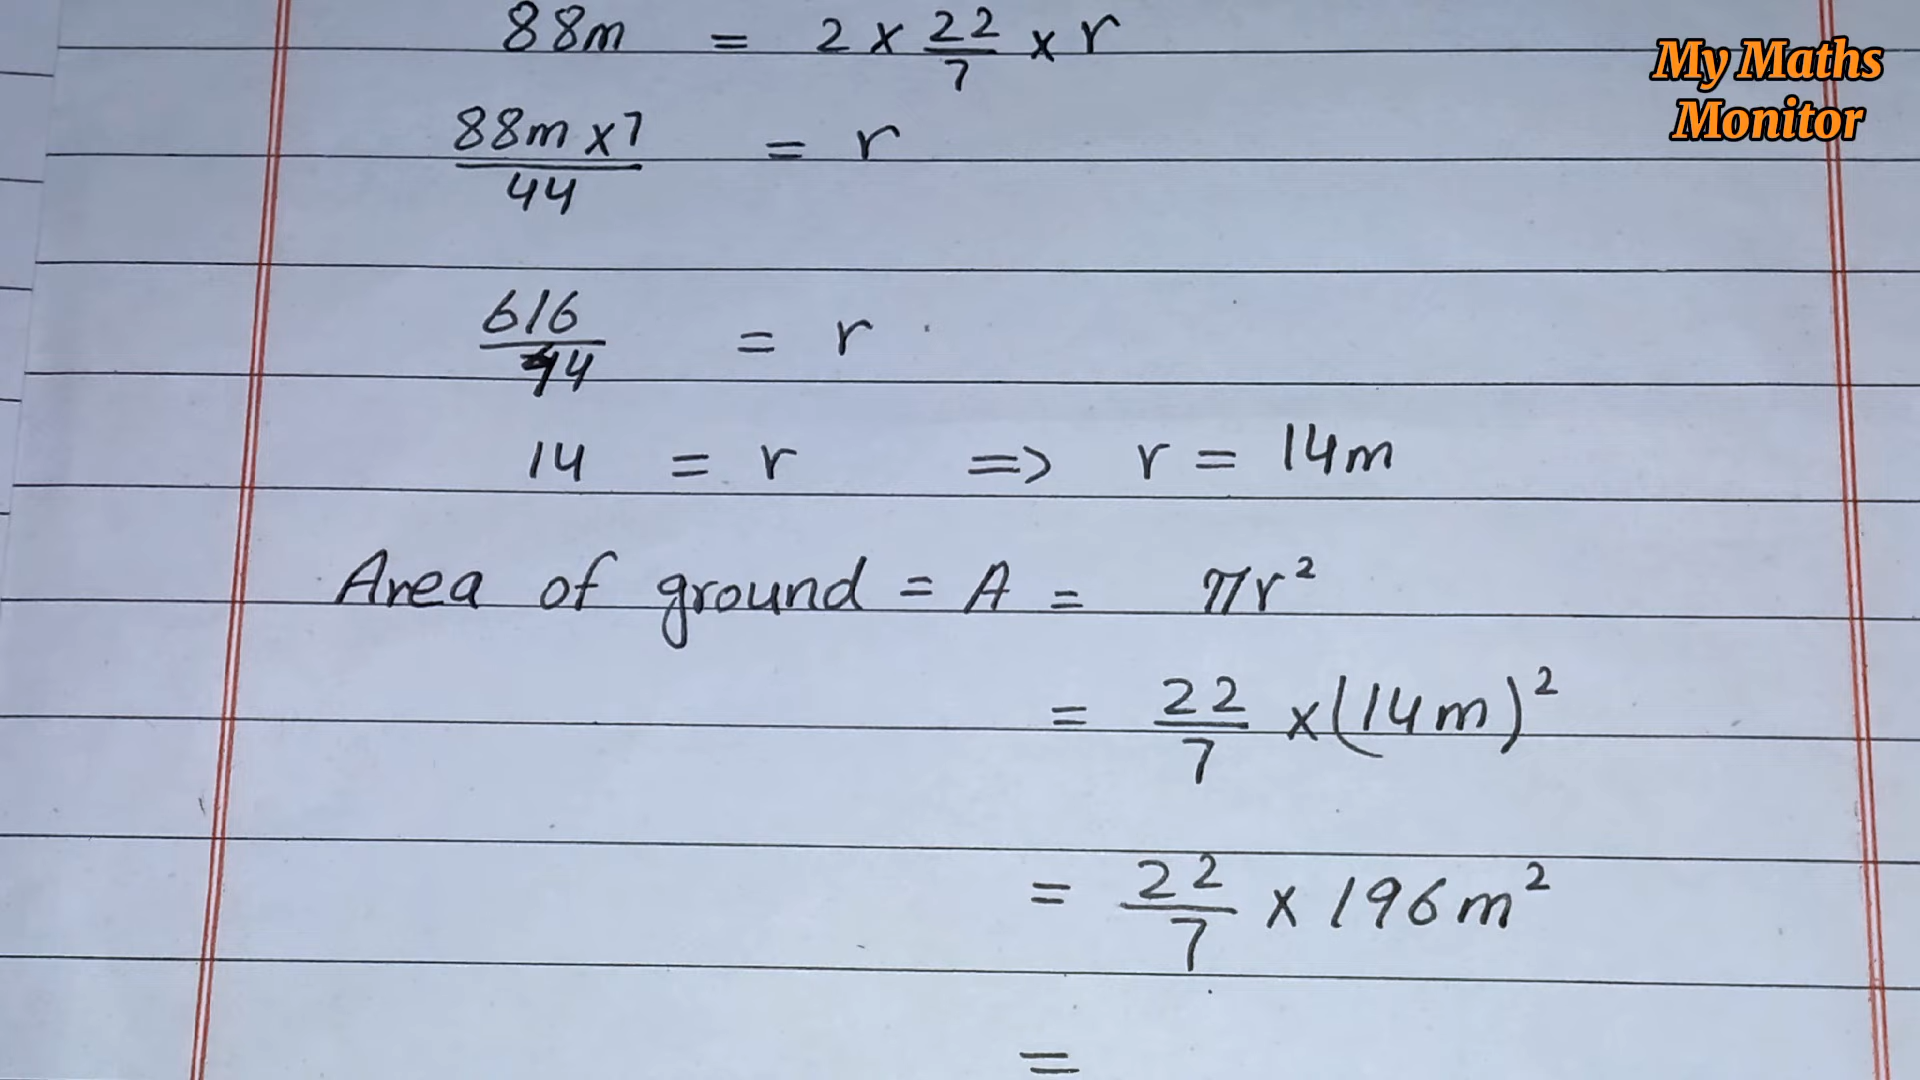 88m = 2 x 22/7 x r
My Maths
Monitor
88m x 7/44 = r
616/44 = r
14 = r => r = 14m
Area of ground = A = πr²
= 22/7 x (14m)²
= 22/7 x 196m²
=